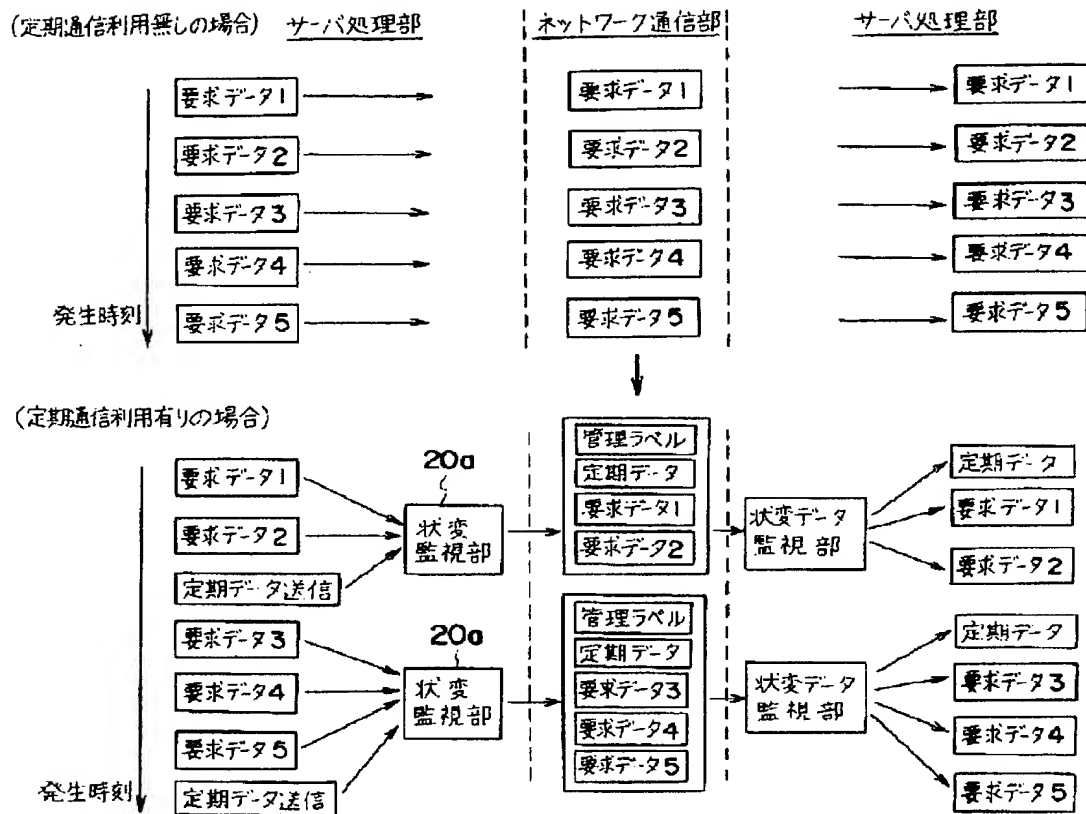 (定期通信利用無しの場合) サーバ処理部 ネットワーク通信部 サーバ処理部
要求データ1 要求データ1 要求データ1
要求データ2 要求データ2 要求データ2
要求データ3 要求データ3 要求データ3
要求データ4 要求データ4 要求データ4
発生時刻 要求データ5 要求データ5 要求データ5
(定期通信利用有りの場合)
要求データ1
要求データ2
定期データ送信
20a
状変
監視部
管理ラベル
定期データ
要求データ1
要求データ2
状変データ
監視部
定期データ
要求データ1
要求データ2
要求データ3
要求データ4
要求データ5
定期データ送信
発生時刻
20a
状変
監視部
管理ラベル
定期データ
要求データ3
要求データ4
要求データ5
状変データ
監視部
定期データ
要求データ3
要求データ4
要求データ5